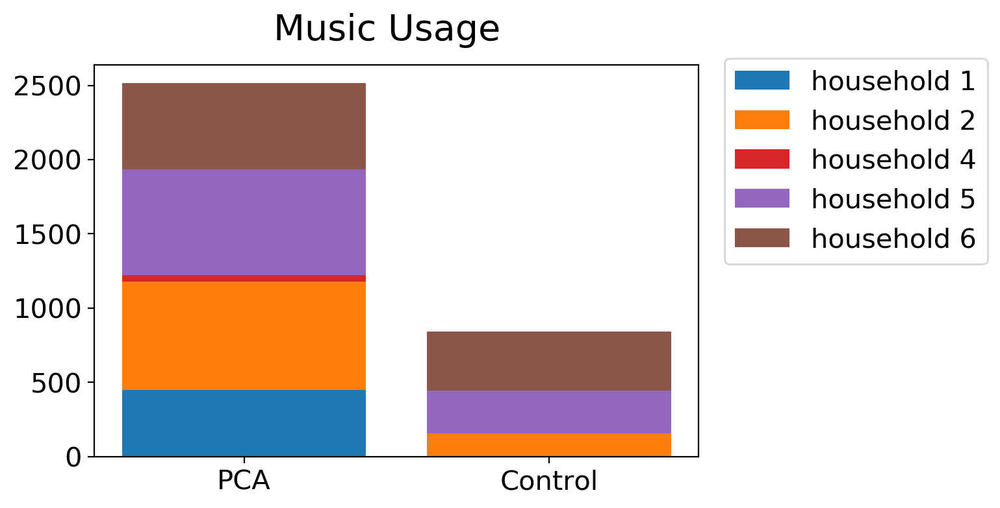 Music Usage
2500
2000
1500
1000
500
0
PCA
Control
household 1
household 2
household 4
household 5
household 6